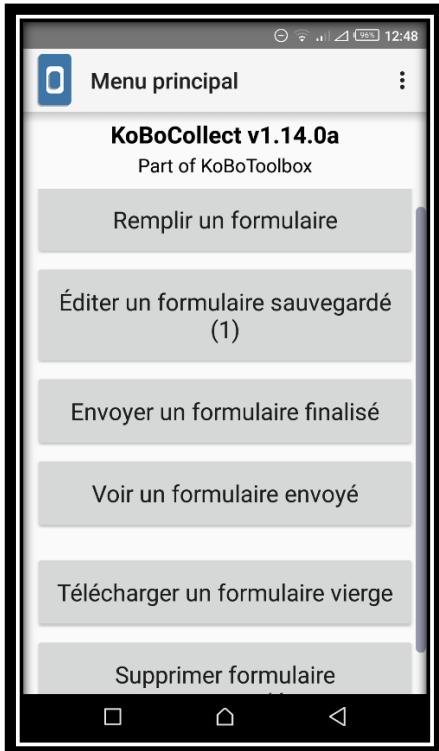 96% 12:48
Menu principal
KoBoCollect v1.14.0a
Part of KoBoToolbox
Remplir un formulaire
Éditer un formulaire sauvegardé
(1)
Envoyer un formulaire finalisé
Voir un formulaire envoyé
Télécharger un formulaire vierge
Supprimer formulaire